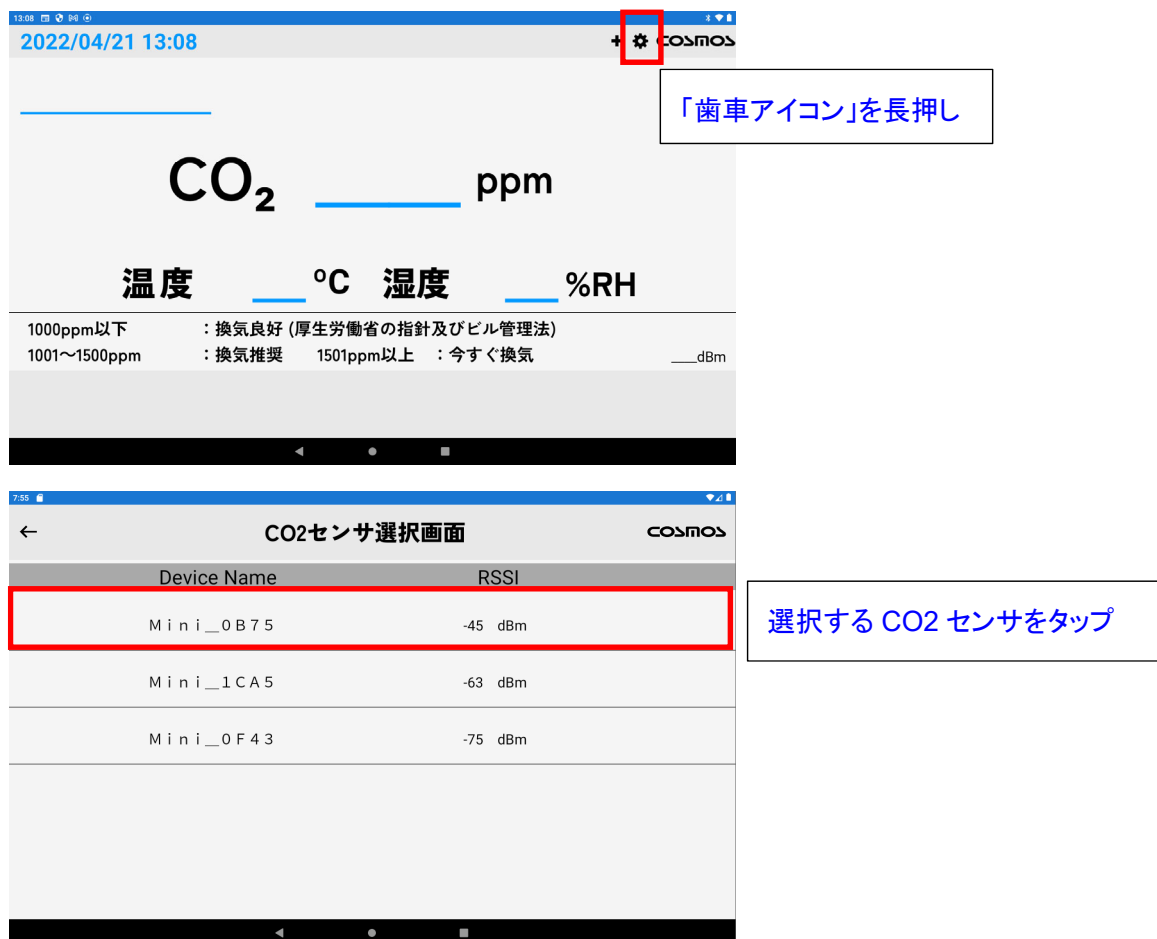 13:08
2022/04/21 13:08
+ COSMOS
「歯車アイコン」を長押し
CO₂ ______ ppm
温度 ___ ℃ 湿度 ___ %RH
1000ppm以下 ：換気良好 (厚生労働省の指針及びビル管理法)
1001～1500ppm ：換気推奨 1501ppm以上 ：今すぐ換気 ___dBm
7:55
← CO2センサ選択画面 COSMOS
Device Name RSSI
Ｍｉｎｉ＿０Ｂ７５ -45 dBm
選択する CO2 センサをタップ
Ｍｉｎｉ＿１ＣＡ５ -63 dBm
Ｍｉｎｉ＿０Ｆ４３ -75 dBm